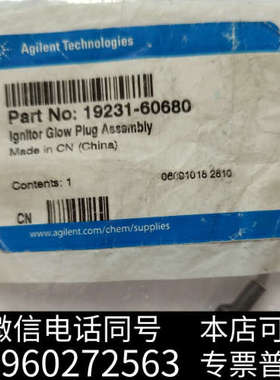 Agilent Technologies
Part No: 19231-60680
Ignitor Glow Plug Assembly
Made in CN (China)
Contents: 1
CN
www.agilent.com/chem/supplies
微信电话同号
本店可
960272563
专票普